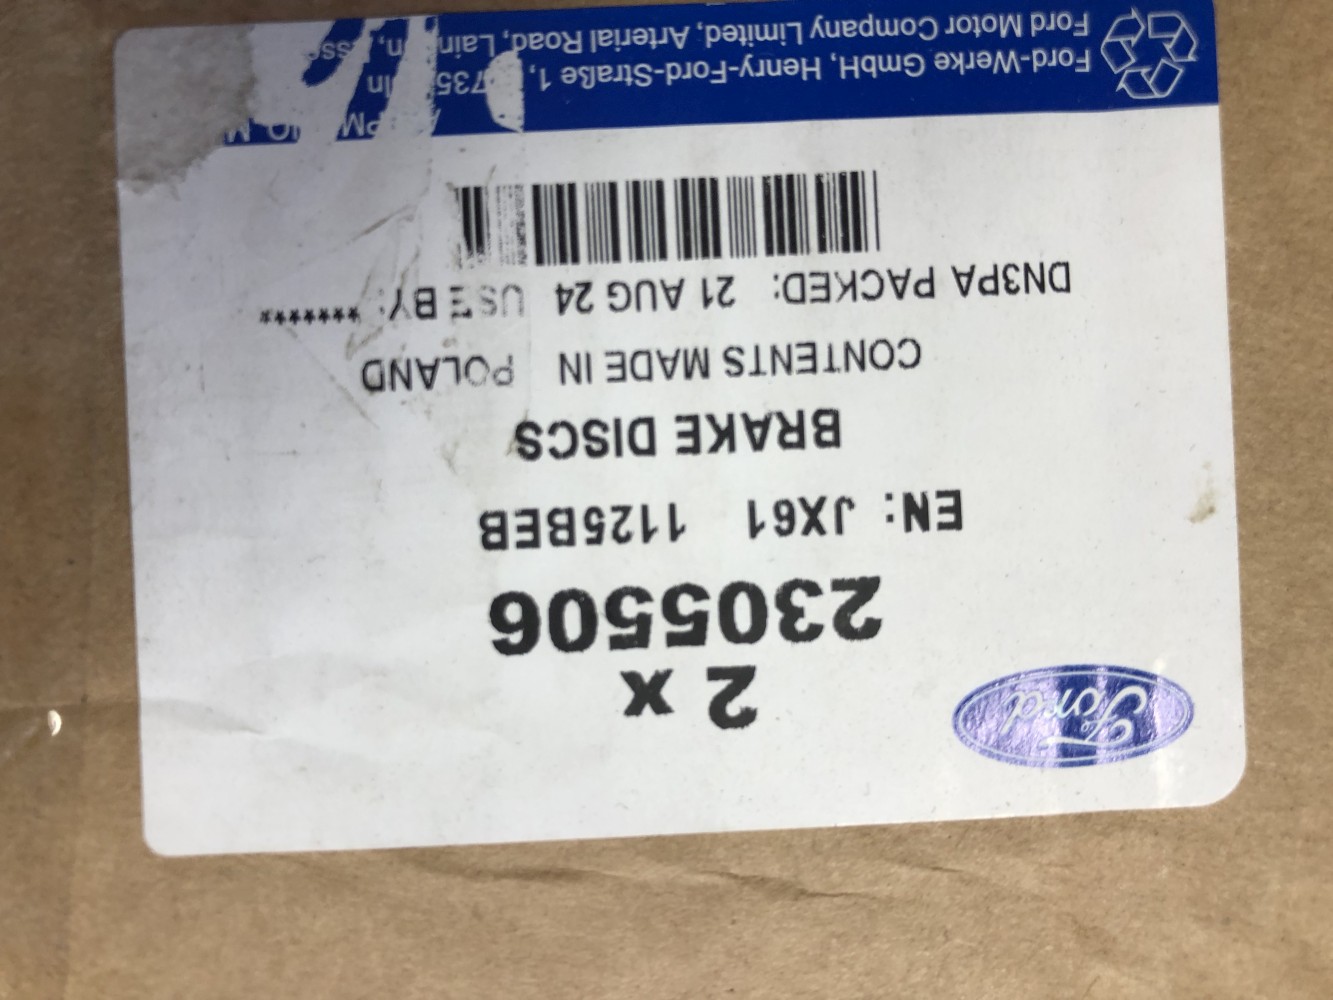 Ford
2 x
2305506
EN: JX61 1125BEB
BRAKE DISCS
CONTENTS MADE IN POLAND
DN3PA PACKED: 21 AUG 24 USE BY: *******
Ford-Werke GmbH, Henry-Ford-Straße 1,
Ford Motor Company Limited, Arterial Road,